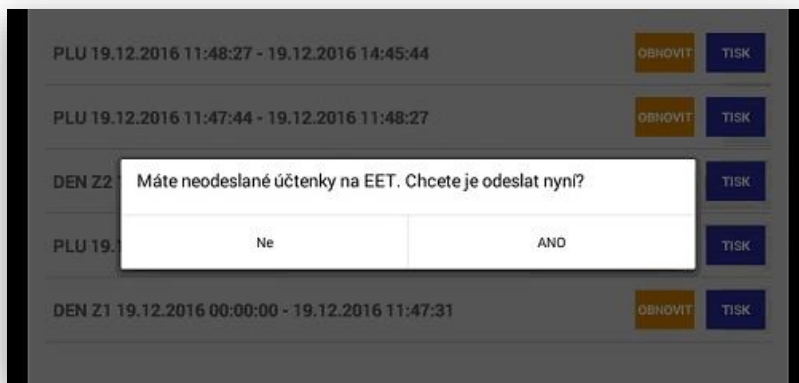 PLU 19.12.2016 11:48:27 - 19.12.2016 14:45:44 OBNOVIT TISK
PLU 19.12.2016 11:47:44 - 19.12.2016 11:48:27 OBNOVIT TISK
DEN Z2 TISK
Máte neodeslané účtenky na EET. Chcete je odeslat nyní?
Ne ANO
PLU 19. TISK
DEN Z1 19.12.2016 00:00:00 - 19.12.2016 11:47:31 OBNOVIT TISK